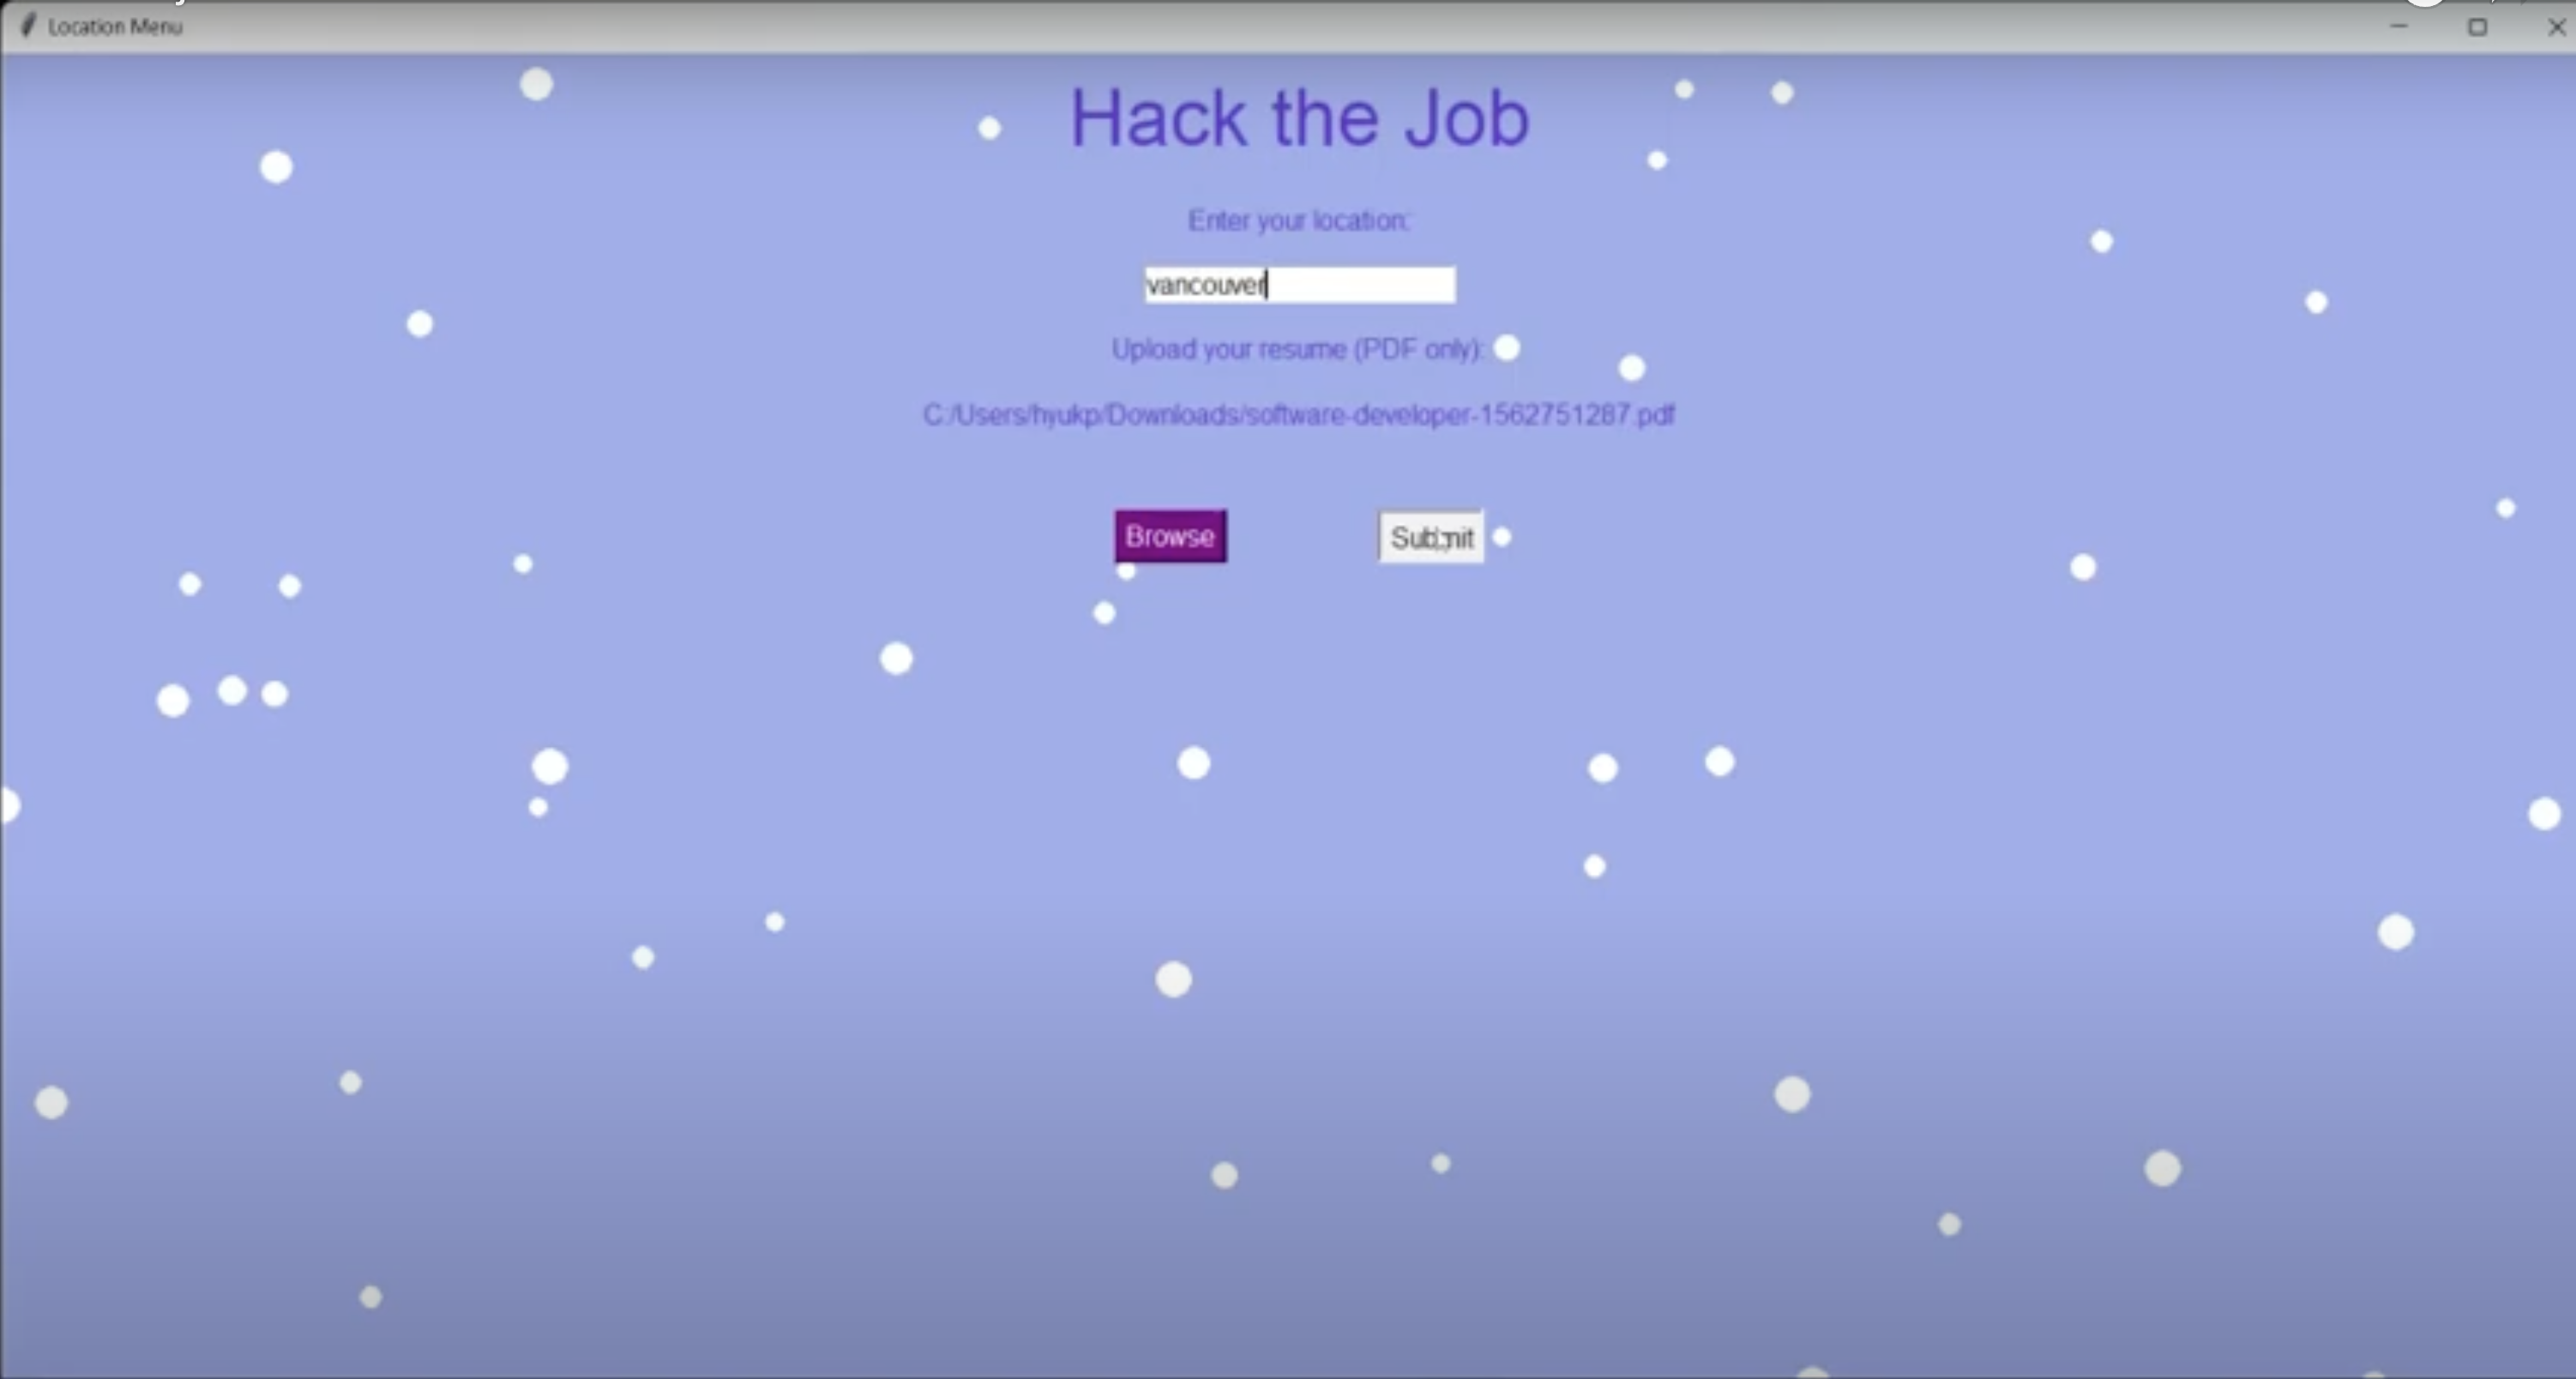 Location Menu
Hack the Job
Enter your location:
vancouver
Upload your resume (PDF only):
C:/Users/hyukp/Downloads/software-developer-1562751287.pdf
Browse
Submit